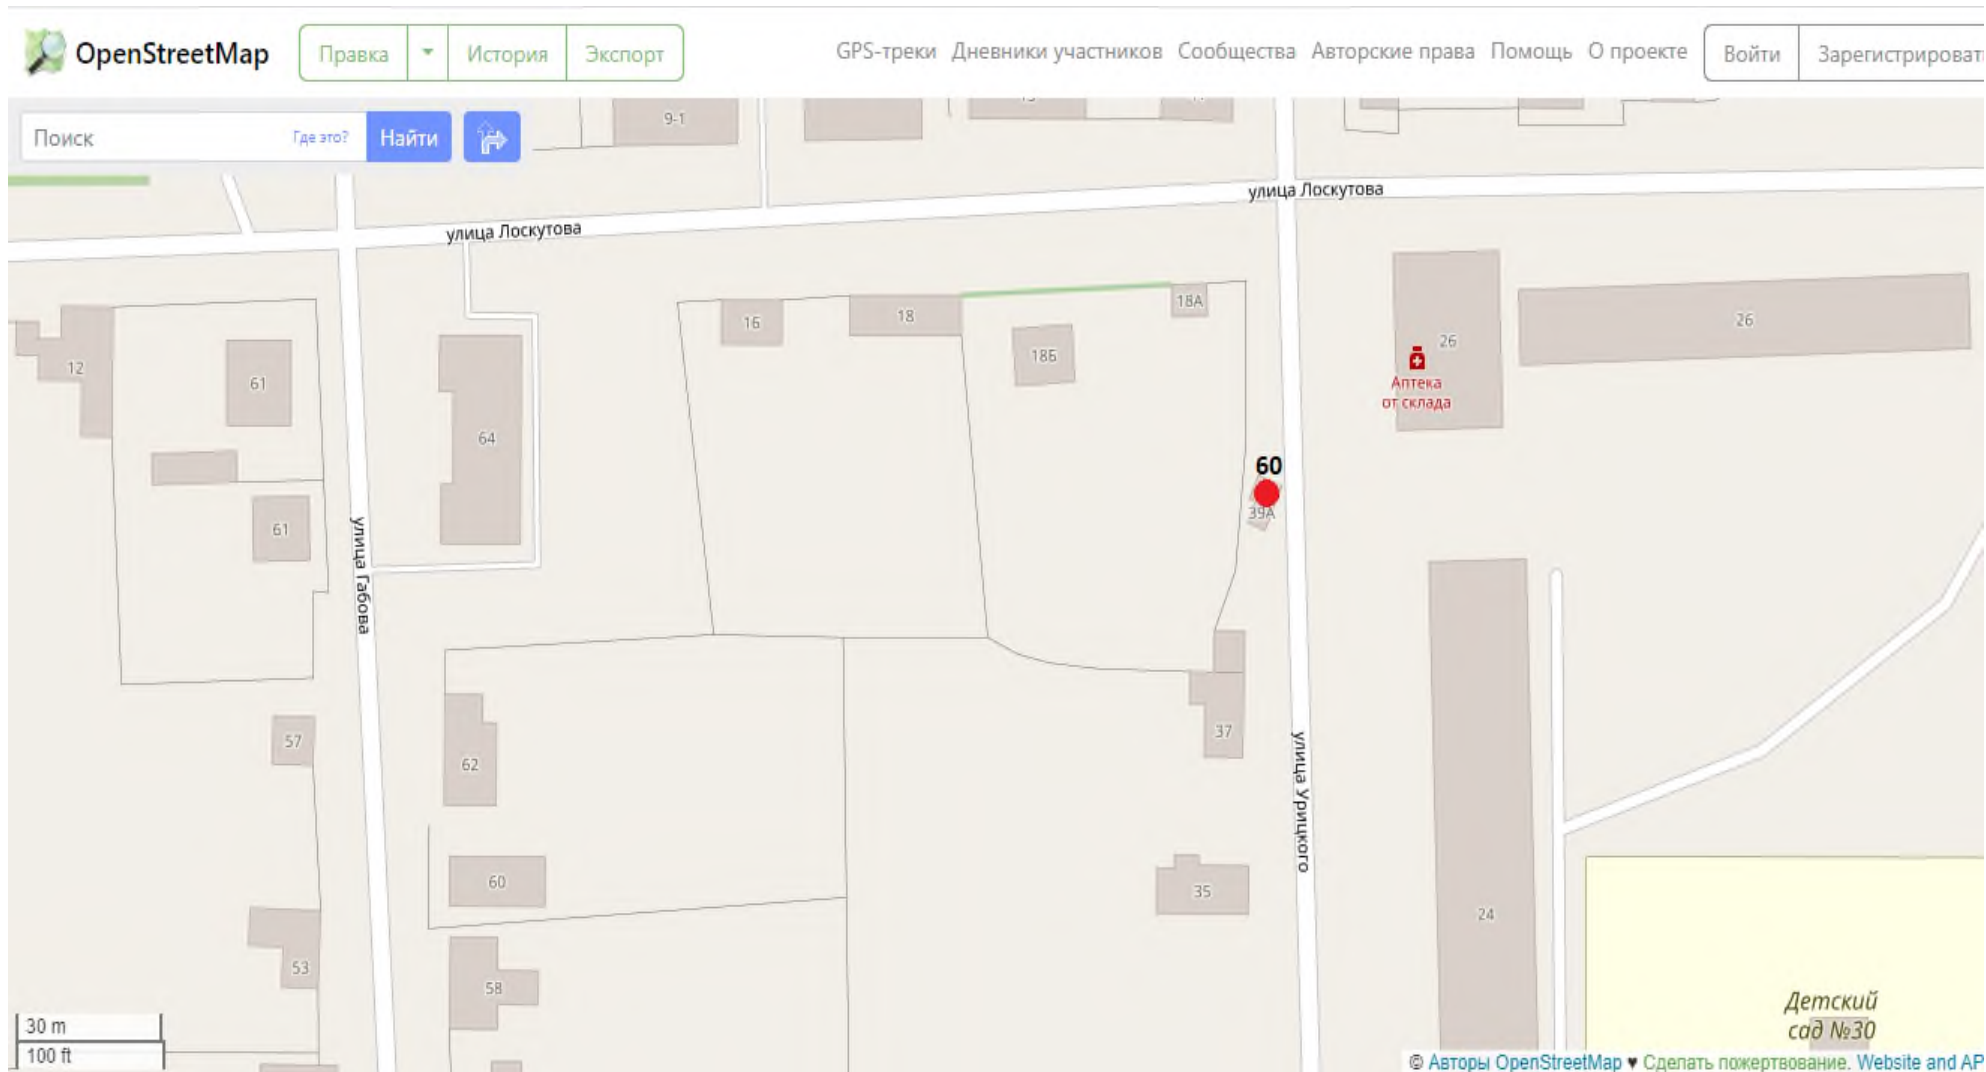 OpenStreetMap
Правка
История
Экспорт
GPS-треки Дневники участников Сообщества Авторские права Помощь О проекте
Войти
Поиск
Где это?
Найти
9-1
улица Лоскутова
улица Лоскутова
16
18
18А
18Б
26
26
Аптека
от склада
12
61
64
60
39А
61
улица Габова
57
62
37
улица Урицкого
60
35
24
53
58
Детский
сад №30
30 m
100 ft
© Авторы OpenStreetMap ♥ Сделать пожертвование. Website and AP